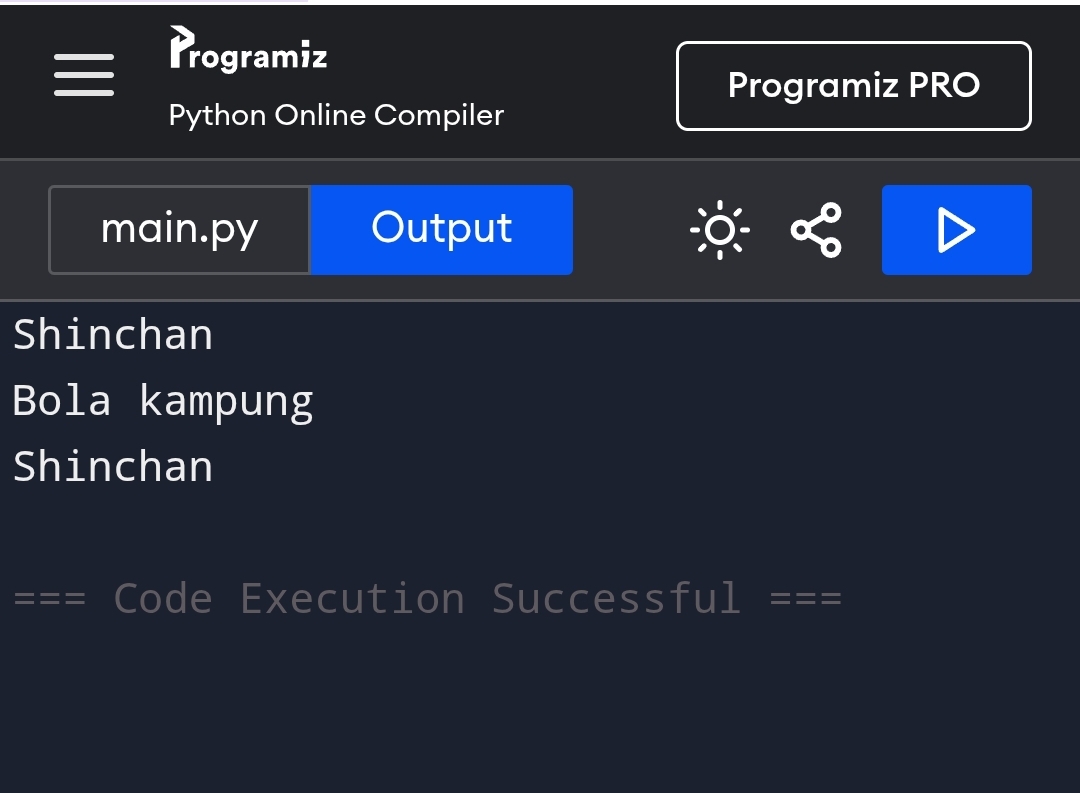 Programiz
Python Online Compiler
Programiz PRO
main.py
Output
Shinchan
Bola kampung
Shinchan
=== Code Execution Successful ===